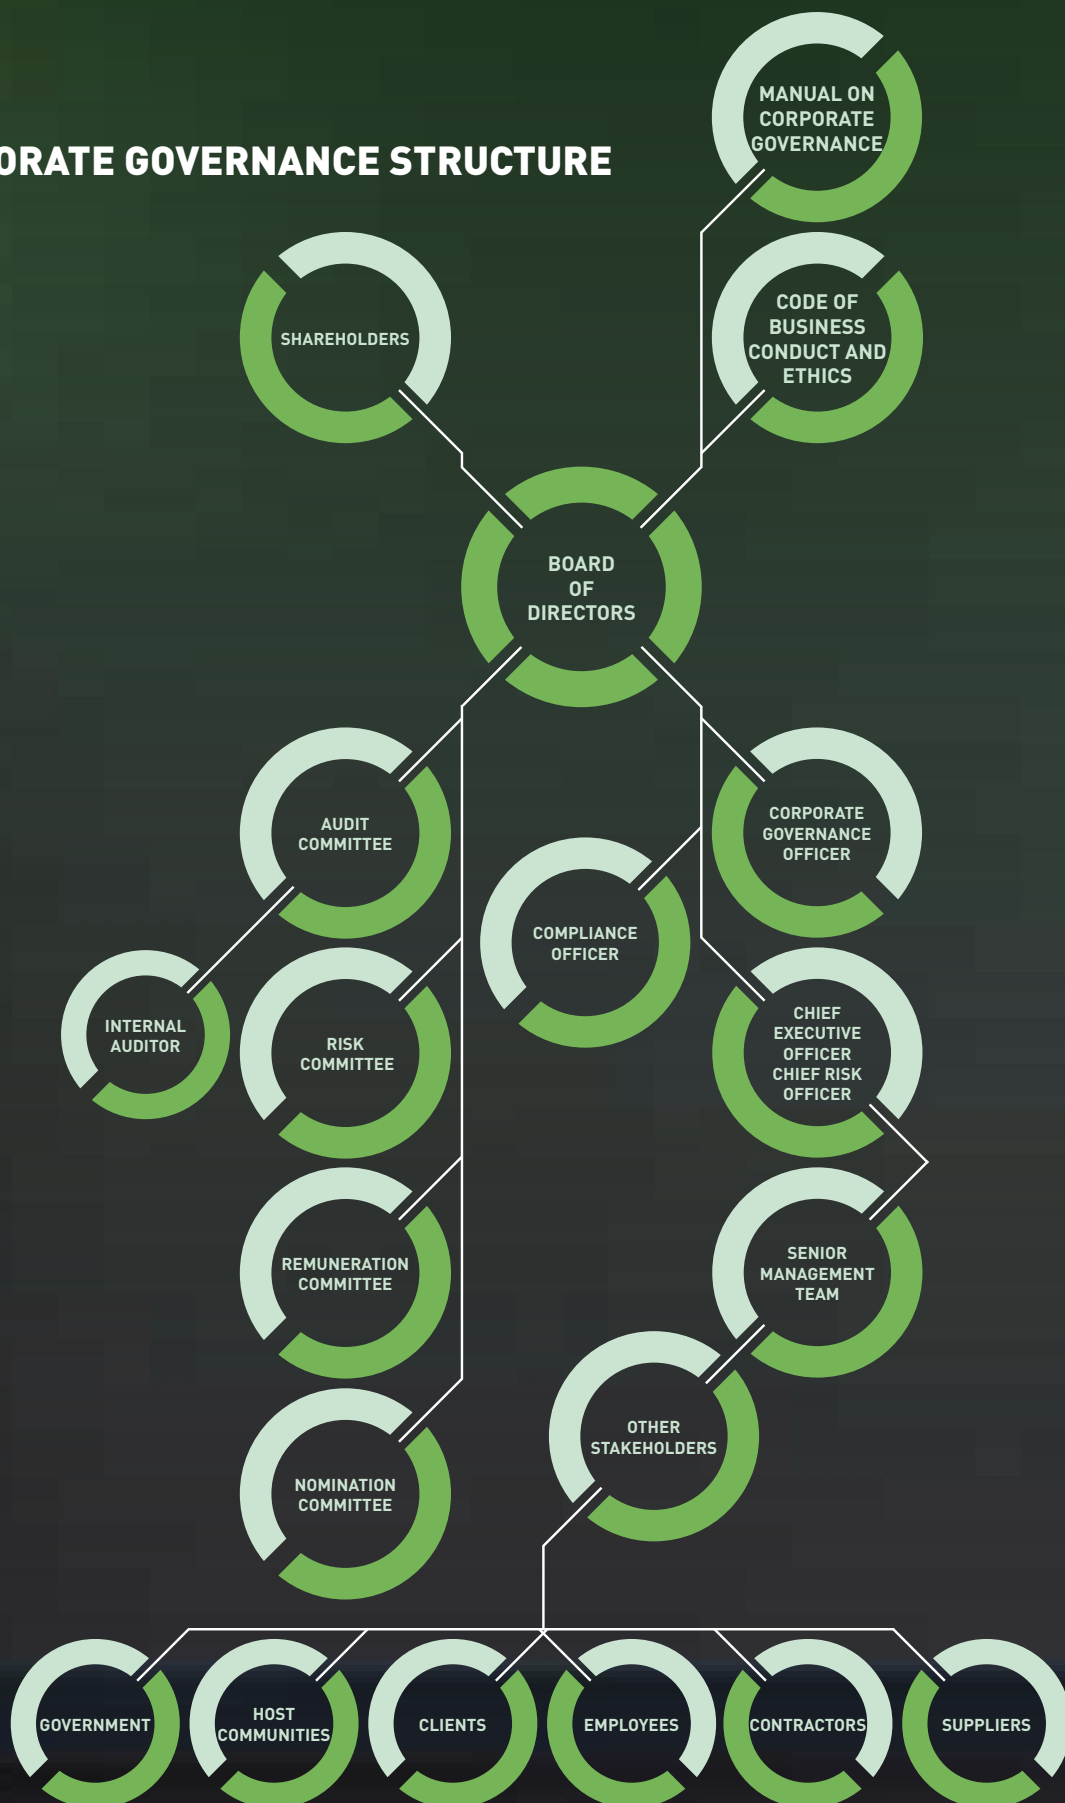 ORATE GOVERNANCE STRUCTURE
MANUAL ON
CORPORATE
GOVERNANCE
SHAREHOLDERS
CODE OF
BUSINESS
CONDUCT AND
ETHICS
BOARD
OF
DIRECTORS
AUDIT
COMMITTEE
CORPORATE
GOVERNANCE
OFFICER
COMPLIANCE
OFFICER
INTERNAL
AUDITOR
RISK
COMMITTEE
CHIEF
EXECUTIVE
OFFICER
CHIEF RISK
OFFICER
REMUNERATION
COMMITTEE
SENIOR
MANAGEMENT
TEAM
OTHER
STAKEHOLDERS
NOMINATION
COMMITTEE
GOVERNMENT
HOST
COMMUNITIES
CLIENTS
EMPLOYEES
CONTRACTORS
SUPPLIERS